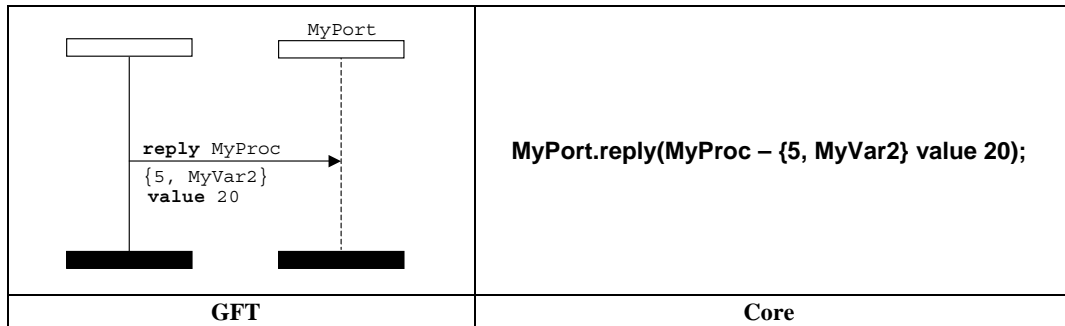 MyPort
reply MyProc
{5, MyVar2}
value 20
MyPort.reply(MyProc – {5, MyVar2} value 20);
GFT
Core